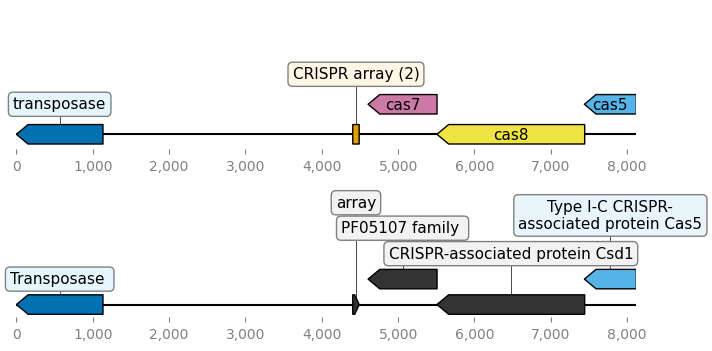 CRISPR array (2)
transposase
cas7
cas5
cas8
0 1,000 2,000 3,000 4,000 5,000 6,000 7,000 8,000
array
Type I-C CRISPR-
associated protein Cas5
PF05107 family
CRISPR-associated protein Csd1
Transposase
0 1,000 2,000 3,000 4,000 5,000 6,000 7,000 8,000